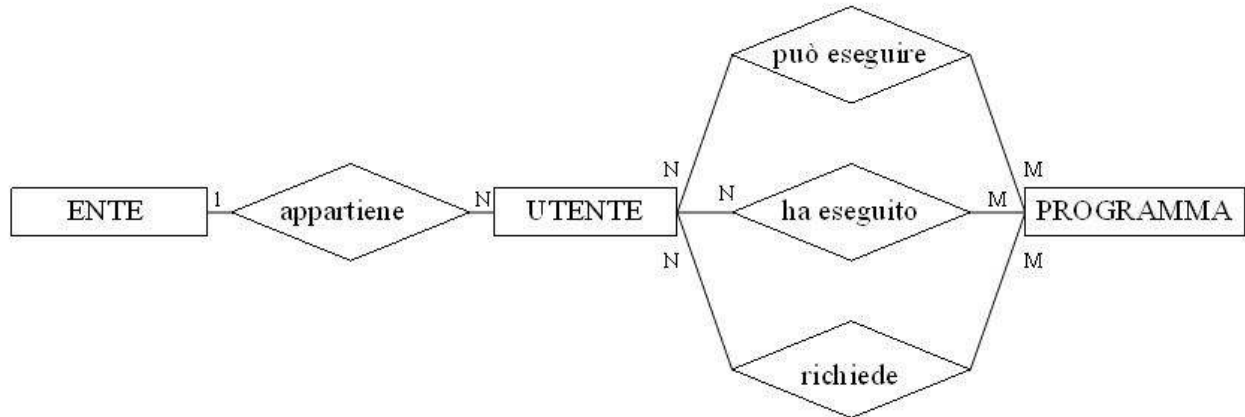 può eseguire
N
M
ENTE
1
appartiene
N
UTENTE
N
ha eseguito
M
PROGRAMMA
N
M
richiede